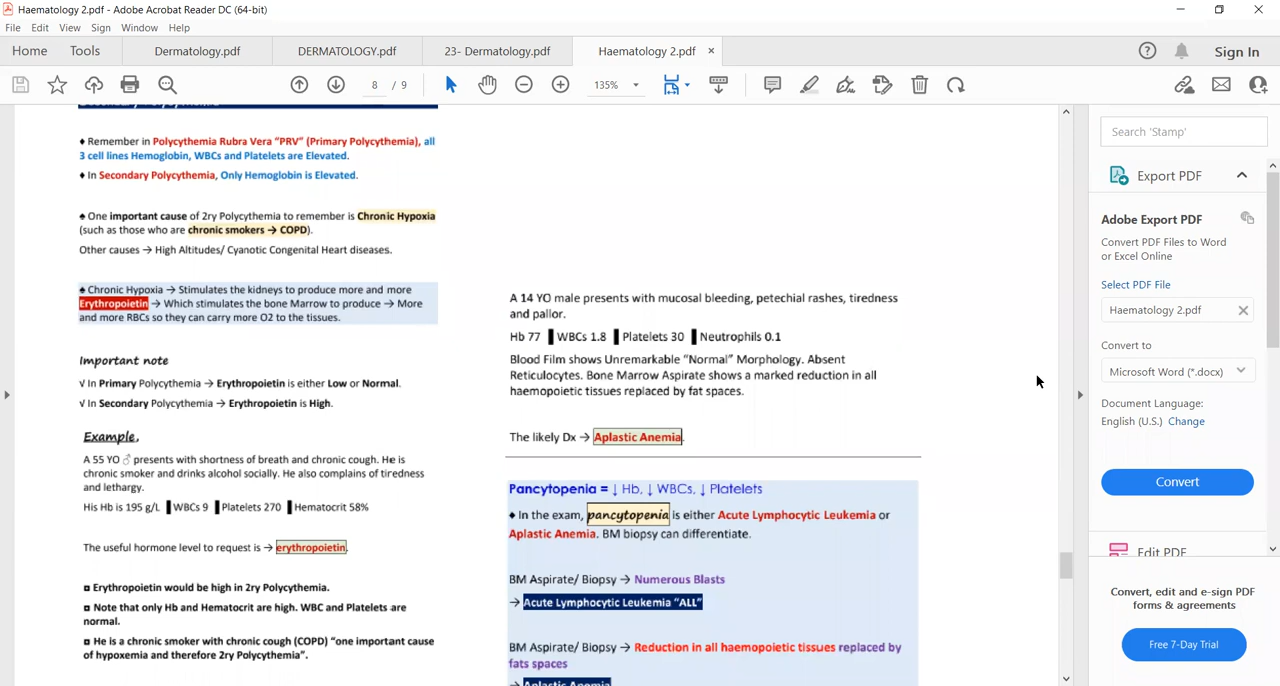 Haematology 2.pdf - Adobe Acrobat Reader DC (64-bit)
File Edit View Sign Window Help
Home Tools Dermatology.pdf DERMATOLOGY.pdf 23- Dermatology.pdf Haematology 2.pdf × Sign In
8 / 9 135%
♦ Remember in Polycythemia Rubra Vera "PRV" (Primary Polycythemia), all
3 cell lines Hemoglobin, WBCs and Platelets are Elevated.
♦ In Secondary Polycythemia, Only Hemoglobin is Elevated.
♠ One important cause of 2ry Polycythemia to remember is Chronic Hypoxia
(such as those who are chronic smokers → COPD).
Other causes → High Altitudes/ Cyanotic Congenital Heart diseases.
♠ Chronic Hypoxia → Stimulates the kidneys to produce more and more
Erythropoietin → Which stimulates the bone Marrow to produce → More
and more RBCs so they can carry more O2 to the tissues.
Important note
√ In Primary Polycythemia → Erythropoietin is either Low or Normal.
√ In Secondary Polycythemia → Erythropoietin is High.
Example,
A 55 YO ♂ presents with shortness of breath and chronic cough. He is
chronic smoker and drinks alcohol socially. He also complains of tiredness
and lethargy.
His Hb is 195 g/L ▌WBCs 9 ▌Platelets 270 ▌Hematocrit 58%
The useful hormone level to request is → erythropoietin.
◘ Erythropoietin would be high in 2ry Polycythemia.
◘ Note that only Hb and Hematocrit are high. WBC and Platelets are
normal.
◘ He is a chronic smoker with chronic cough (COPD) "one important cause
of hypoxemia and therefore 2ry Polycythemia".
A 14 YO male presents with mucosal bleeding, petechial rashes, tiredness
and pallor.
Hb 77 ▌WBCs 1.8 ▌Platelets 30 ▌Neutrophils 0.1
Blood Film shows Unremarkable "Normal" Morphology. Absent
Reticulocytes. Bone Marrow Aspirate shows a marked reduction in all
haemopoietic tissues replaced by fat spaces.
The likely Dx → Aplastic Anemia.
Pancytopenia = ↓ Hb, ↓ WBCs, ↓ Platelets
♦ In the exam, pancytopenia is either Acute Lymphocytic Leukemia or
Aplastic Anemia. BM biopsy can differentiate.
BM Aspirate/ Biopsy → Numerous Blasts
→ Acute Lymphocytic Leukemia "ALL"
BM Aspirate/ Biopsy → Reduction in all haemopoietic tissues replaced by
fats spaces
→ Aplastic Anemia
Search 'Stamp'
Export PDF
Adobe Export PDF
Convert PDF Files to Word
or Excel Online
Select PDF File
Haematology 2.pdf
Convert to
Microsoft Word (*.docx)
Document Language:
English (U.S.) Change
Convert
Edit PDF
Convert, edit and e-sign PDF
forms & agreements
Free 7-Day Trial